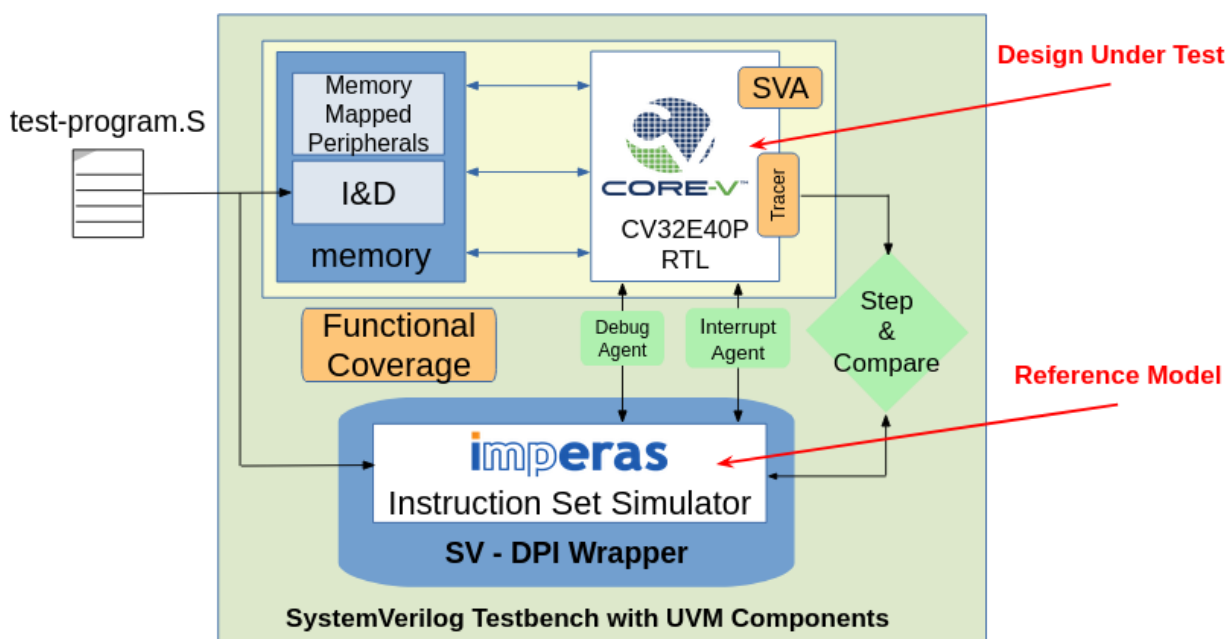 Design Under Test
test-program.S
Memory
Mapped
Peripherals
I&D
memory
SVA
CORE-V™
Tracer
CV32E40P
RTL
Functional
Coverage
Debug
Agent
Interrupt
Agent
Step
&
Compare
Reference Model
imperas
Instruction Set Simulator
SV - DPI Wrapper
SystemVerilog Testbench with UVM Components